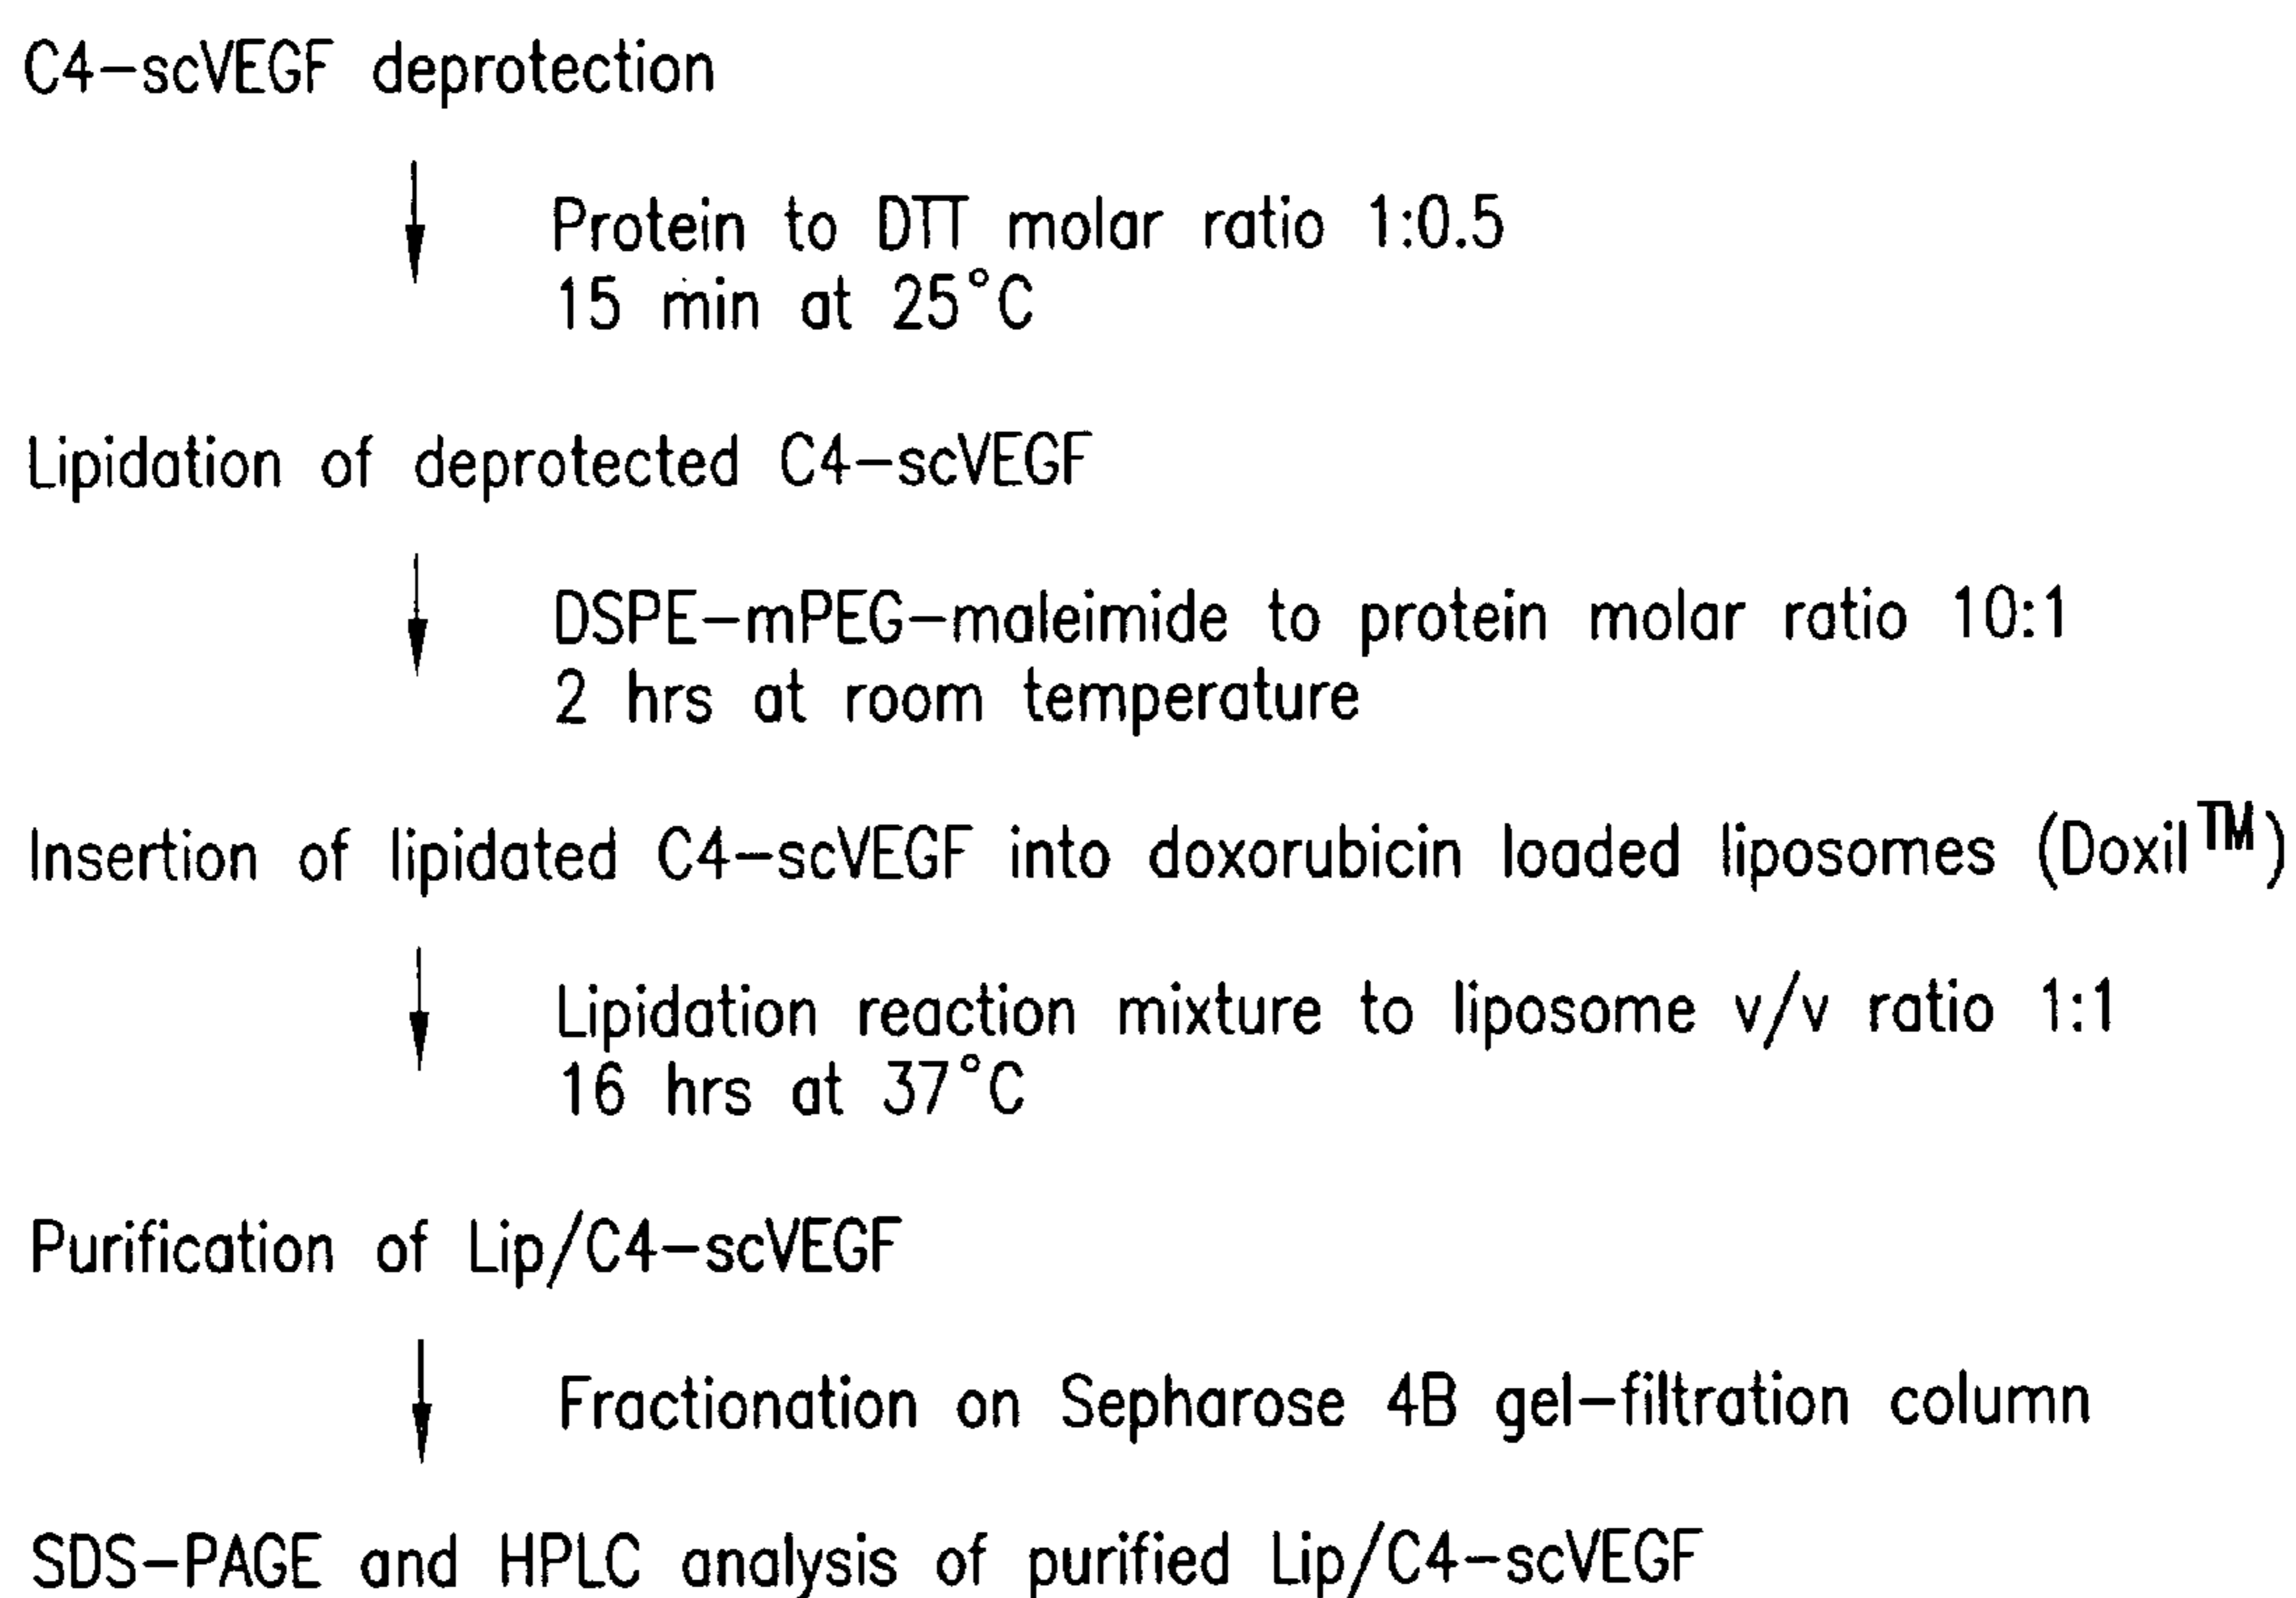 C4-scVEGF deprotection
Protein to DTT molar ratio 1:0.5
15 min at 25°C
Lipidation of deprotected C4-scVEGF
DSPE-mPEG-maleimide to protein molar ratio 10:1
2 hrs at room temperature
Insertion of lipidated C4-scVEGF into doxorubicin loaded liposomes (Doxil™)
Lipidation reaction mixture to liposome v/v ratio 1:1
16 hrs at 37°C
Purification of Lip/C4-scVEGF
Fractionation on Sepharose 4B gel-filtration column
SDS-PAGE and HPLC analysis of purified Lip/C4-scVEGF